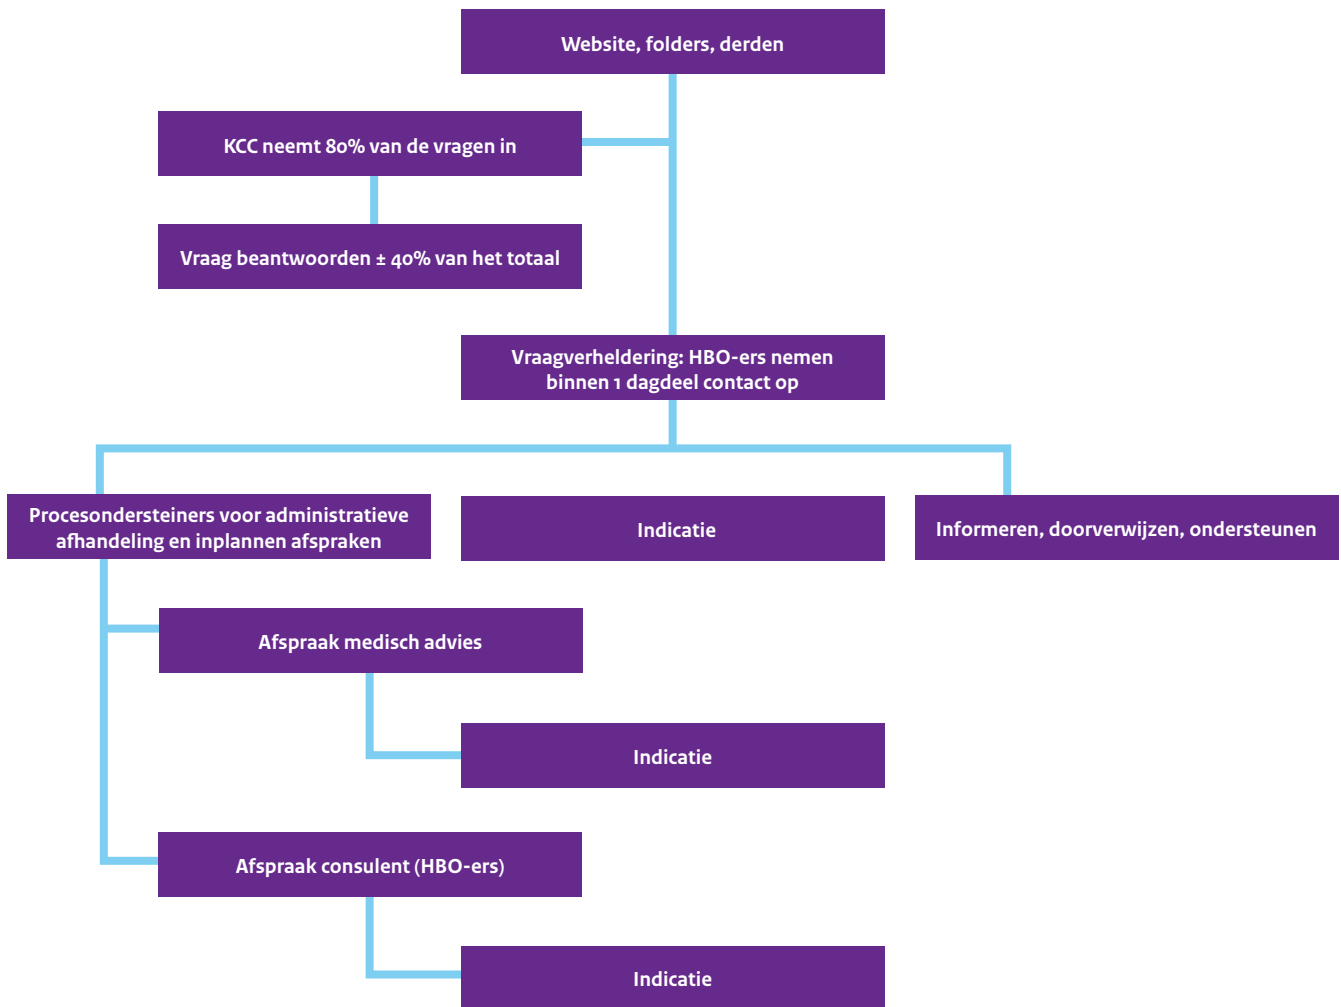 Website, folders, derden
KCC neemt 80% van de vragen in
Vraag beantwoorden ± 40% van het totaal
Vraagverheldering: HBO-ers nemen
binnen 1 dagdeel contact op
Procesondersteiners voor administratieve
afhandeling en inplannen afspraken
Indicatie
Informeren, doorverwijzen, ondersteunen
Afspraak medisch advies
Indicatie
Afspraak consulent (HBO-ers)
Indicatie